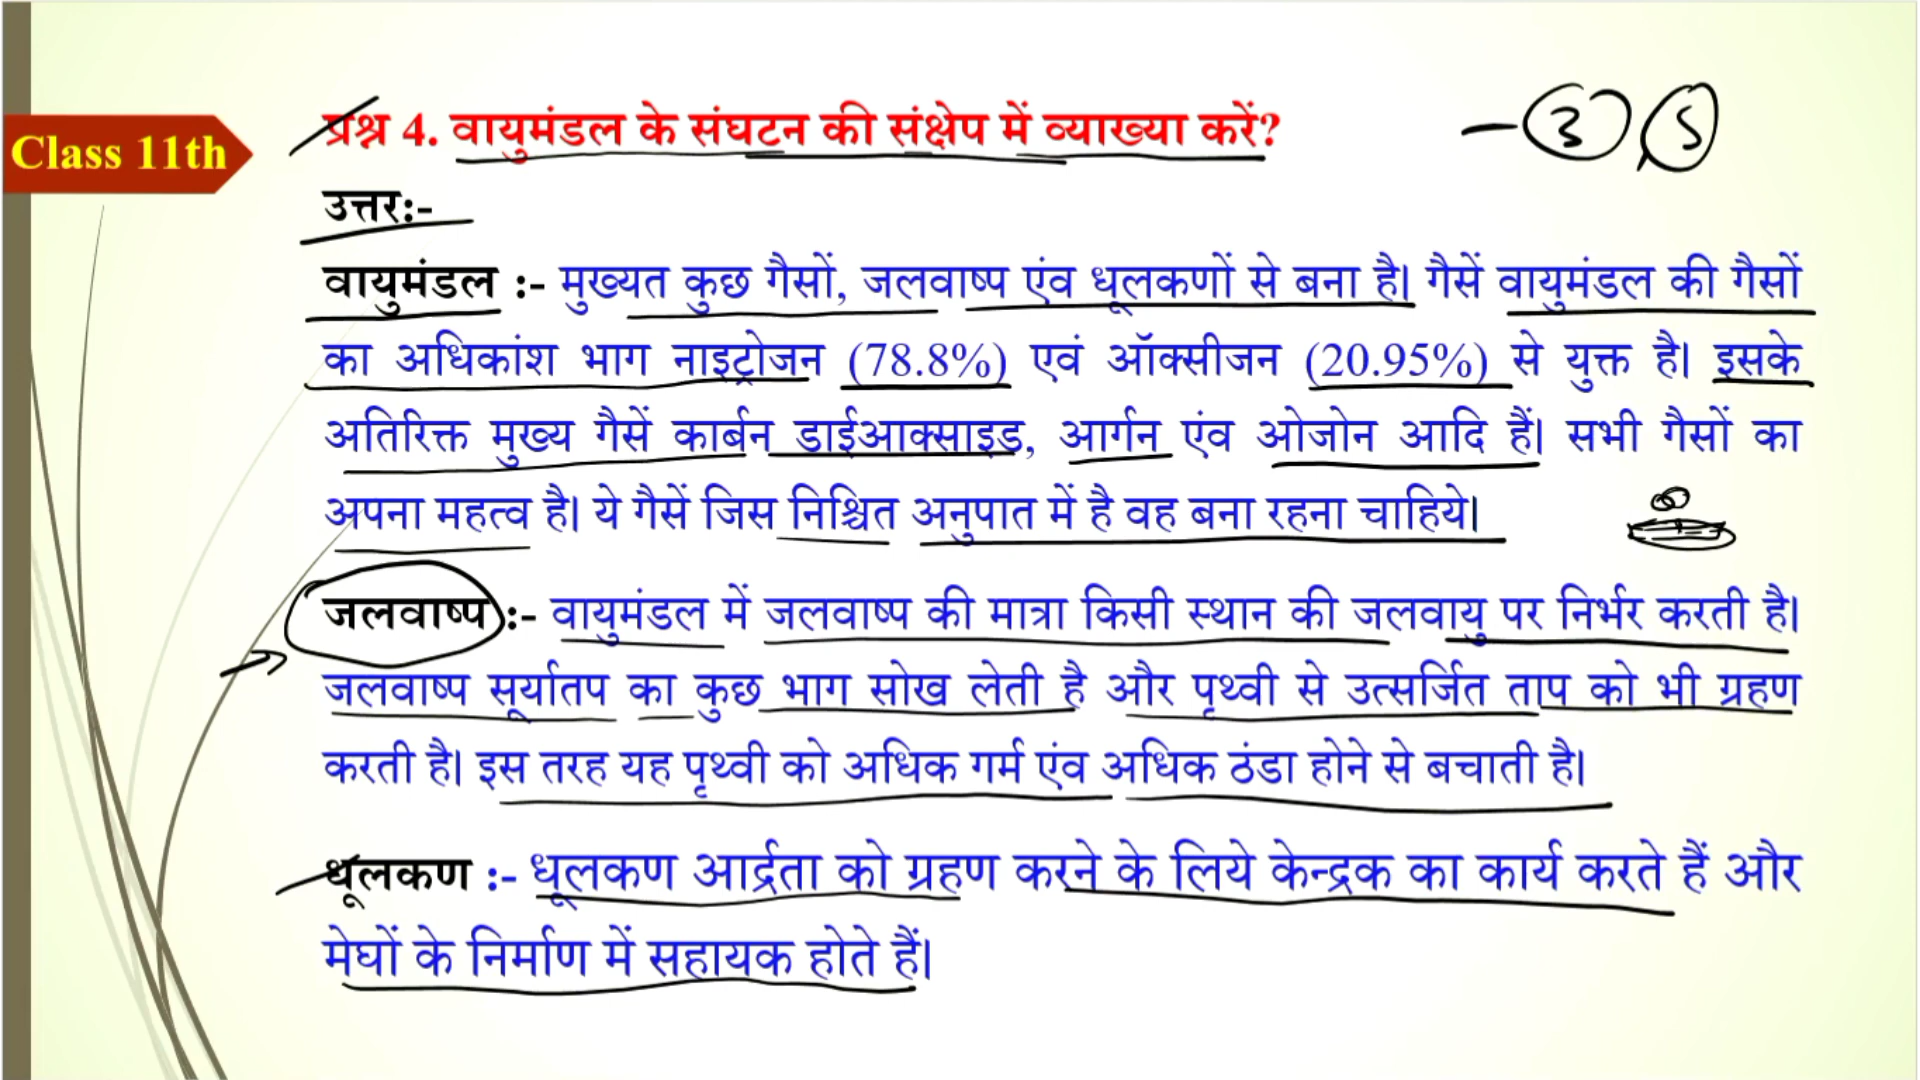 Class 11th
प्रश्न 4. वायुमंडल के संघटन की संक्षेप में व्याख्या करें?
- 3, 5
उत्तर:-
वायुमंडल :- मुख्यत कुछ गैसों, जलवाष्प एंव धूलकणों से बना है। गैसें वायुमंडल की गैसों
का अधिकांश भाग नाइट्रोजन (78.8%) एवं ऑक्सीजन (20.95%) से युक्त है। इसके
अतिरिक्त मुख्य गैसें कार्बन डाईआक्साइड, आर्गन एंव ओजोन आदि हैं। सभी गैसों का
अपना महत्व है। ये गैसें जिस निश्चित अनुपात में है वह बना रहना चाहिये।
जलवाष्प :- वायुमंडल में जलवाष्प की मात्रा किसी स्थान की जलवायु पर निर्भर करती है।
जलवाष्प सूर्यातप का कुछ भाग सोख लेती है और पृथ्वी से उत्सर्जित ताप को भी ग्रहण
करती है। इस तरह यह पृथ्वी को अधिक गर्म एंव अधिक ठंडा होने से बचाती है।
धूलकण :- धूलकण आर्द्रता को ग्रहण करने के लिये केन्द्रक का कार्य करते हैं और
मेघों के निर्माण में सहायक होते हैं।